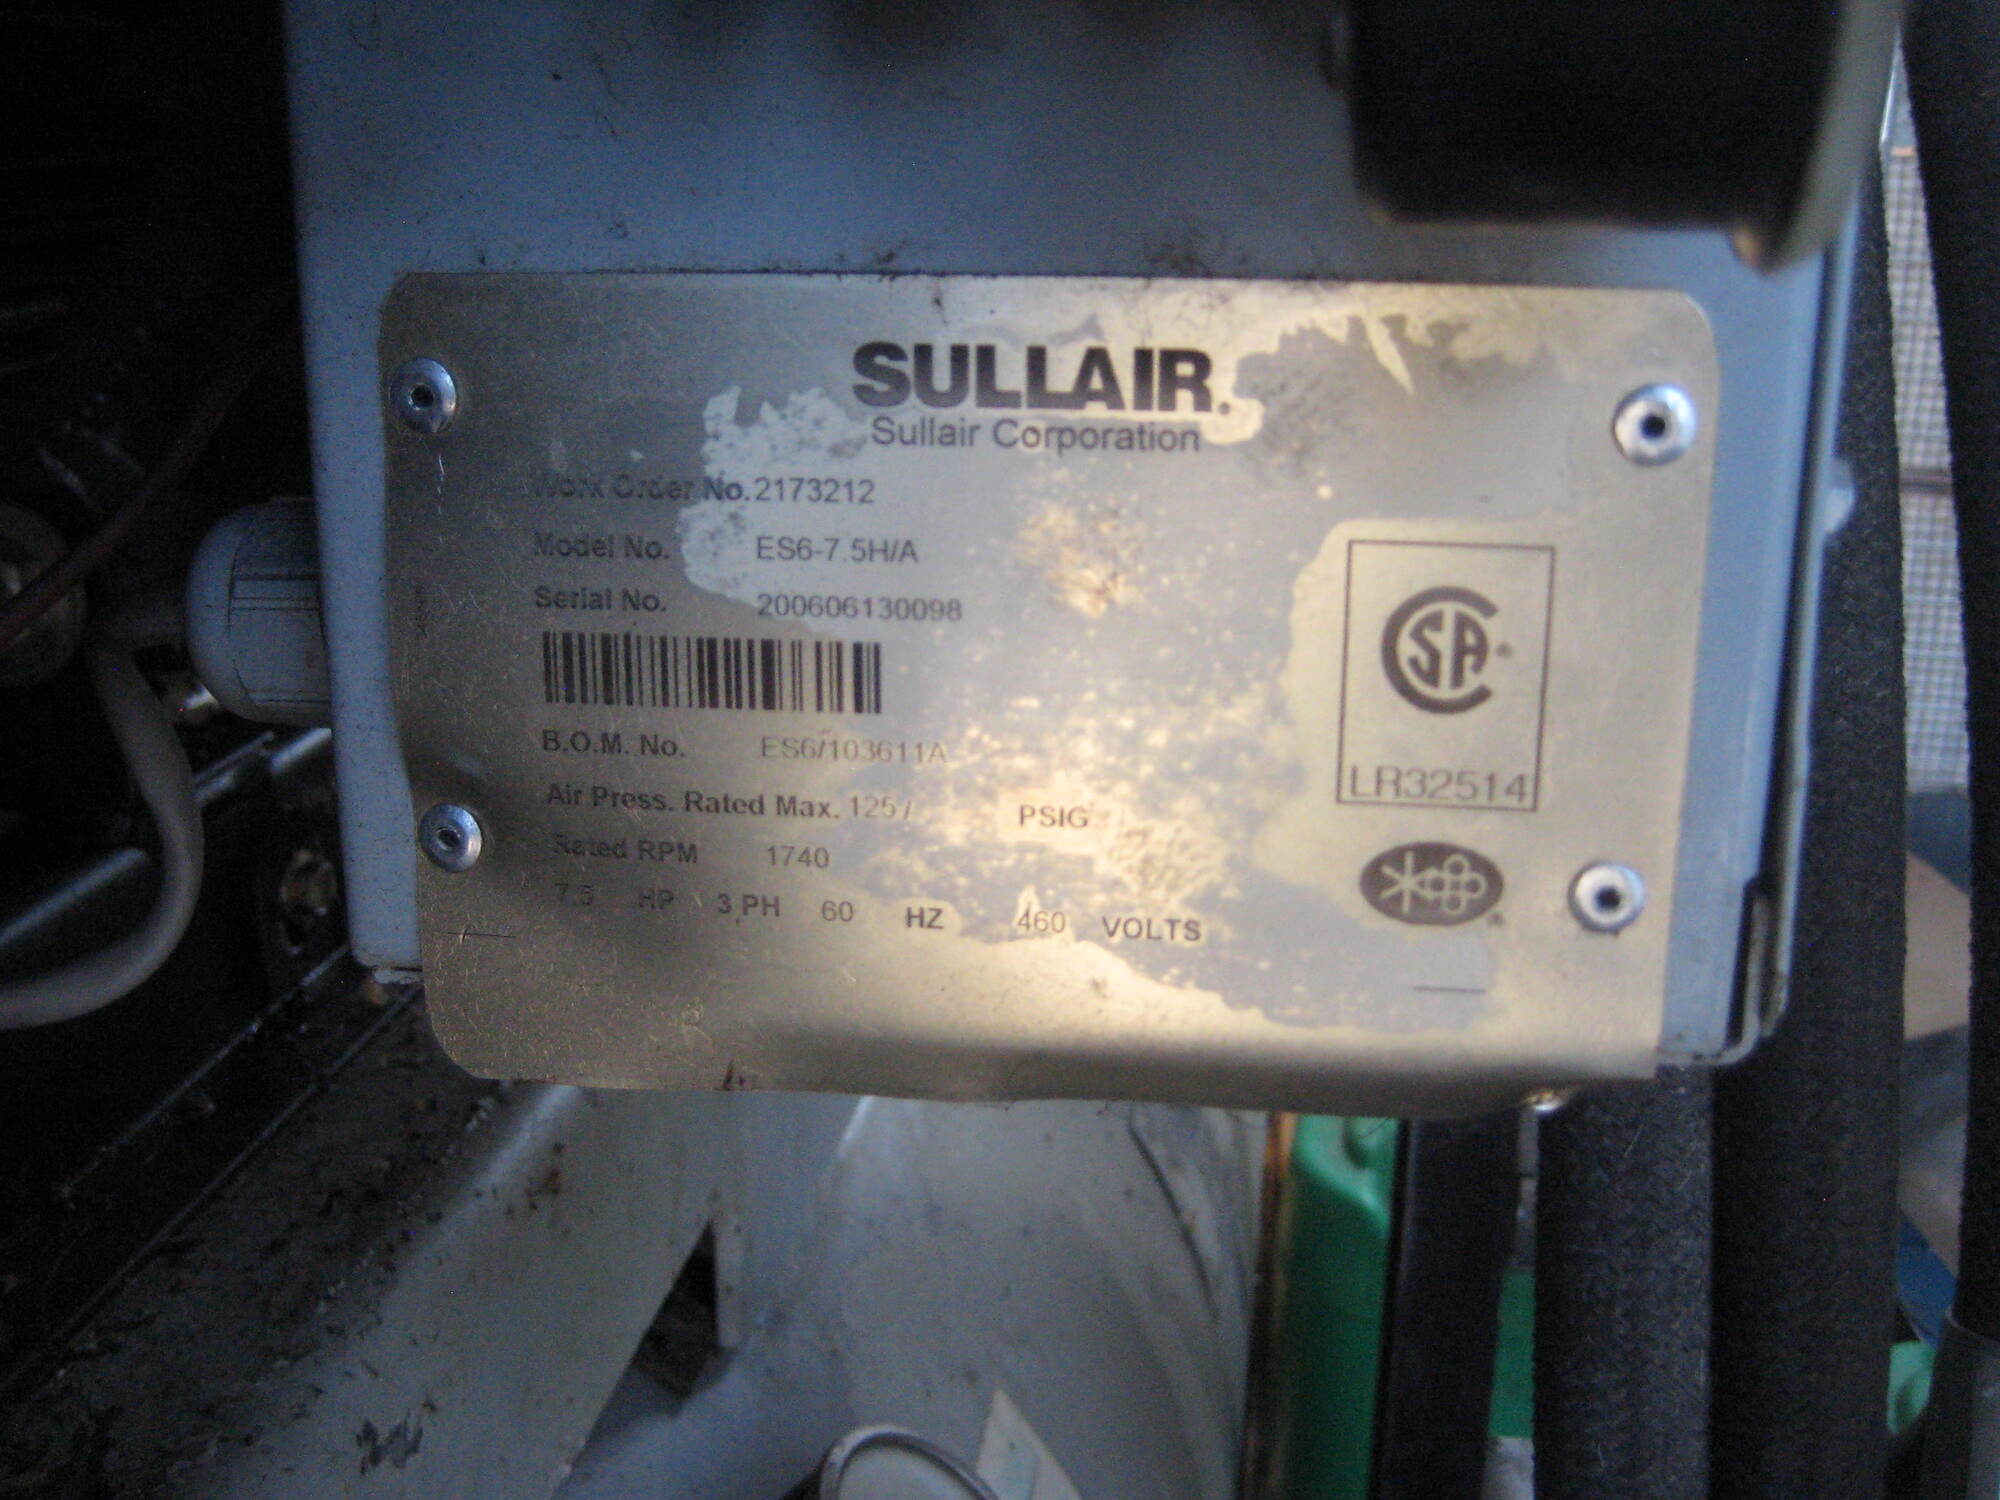 SULLAIR.
Sullair Corporation
Work Order No. 2173212
Model No. ES6-7.5H/A
Serial No. 200606130098
B.O.M. No. ES6/103611A
Air Press. Rated Max. 125 / PSIG
Rated RPM 1740
7.5 HP 3 PH 60 HZ 460 VOLTS
CSA®
LR32514